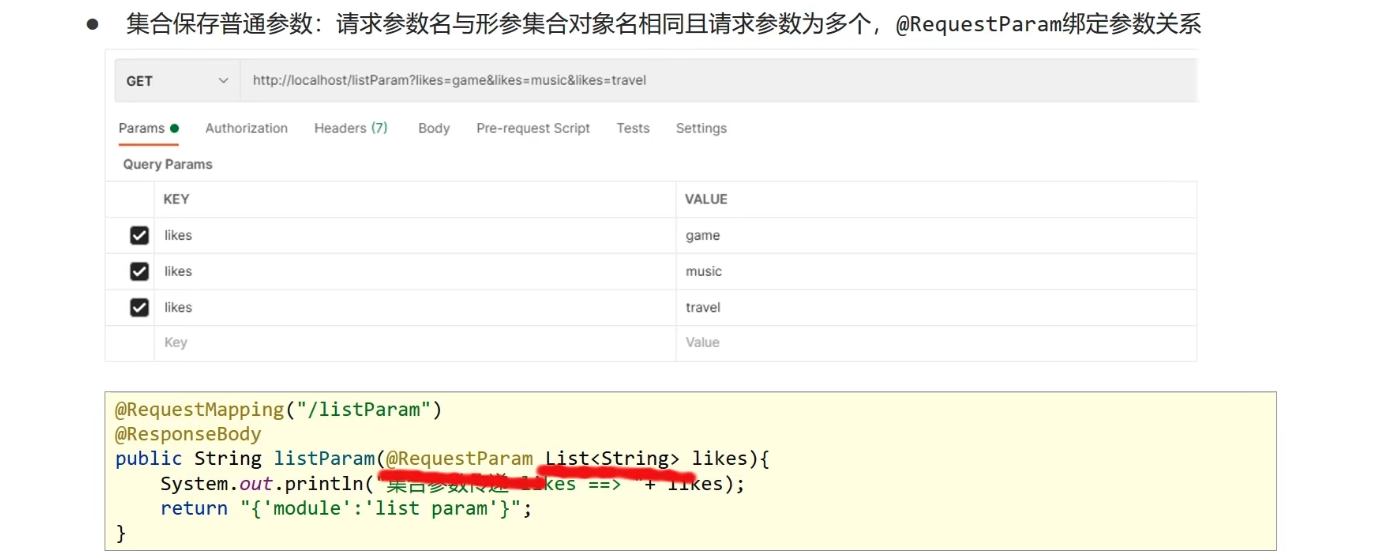 ● 集合保存普通参数：请求参数名与形参集合对象名相同且请求参数为多个，@RequestParam绑定参数关系
GET http://localhost/listParam?likes=game&likes=music&likes=travel
Params Authorization Headers (7) Body Pre-request Script Tests Settings
Query Params
KEY VALUE
likes game
likes music
likes travel
Key Value
@RequestMapping("/listParam")
@ResponseBody
public String listParam(@RequestParam List<String> likes){
System.out.println("集合参数传递 likes ==> "+ likes);
return "{'module':'list param'}";
}